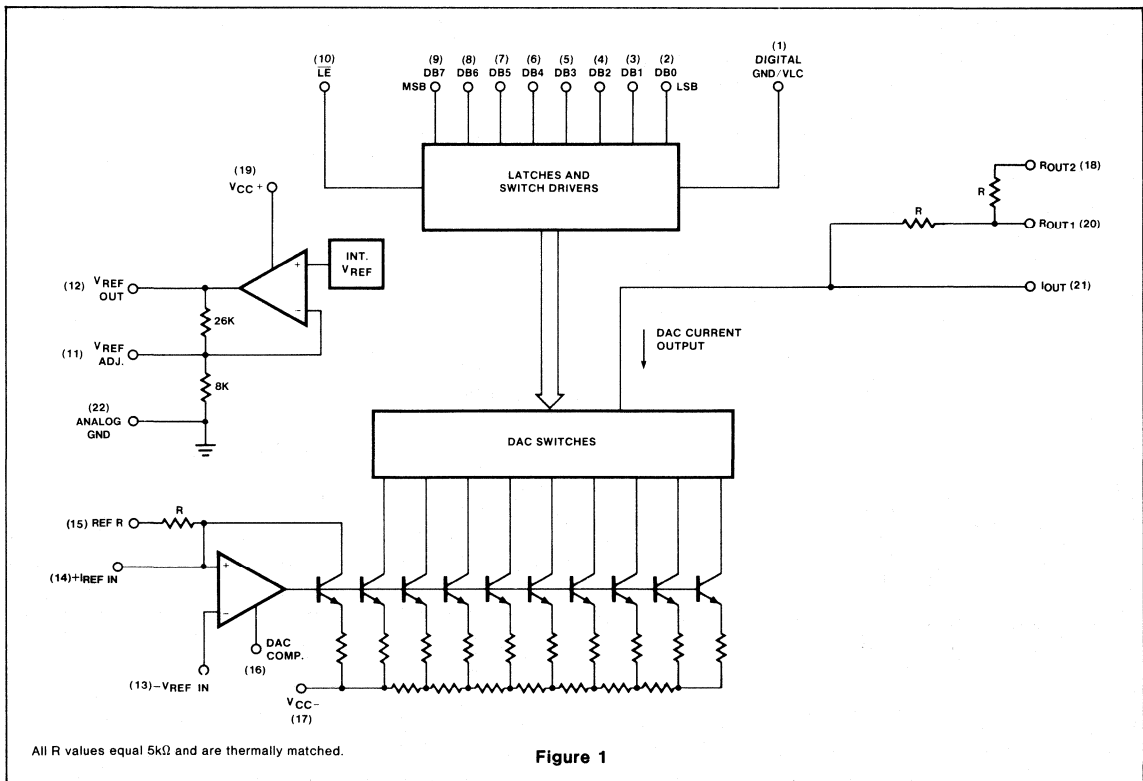 (1)
DIGITAL
GND/VLC
(10)
LE
(9) (8) (7) (6) (5) (4) (3) (2)
DB7 DB6 DB5 DB4 DB3 DB2 DB1 DB0
MSB
LSB
LATCHES AND
SWITCH DRIVERS
(19)
VCC +
INT.
VREF
+
−
(12) VREF
OUT
26K
(11) VREF
ADJ.
8K
(22)
ANALOG
GND
ROUT2 (18)
R
R
ROUT1 (20)
IOUT (21)
DAC CURRENT
OUTPUT
DAC SWITCHES
(15) REF R
R
(14)+IREF IN
+
−
DAC
COMP.
(16)
(13)−VREF IN
VCC−
(17)
All R values equal 5kΩ and are thermally matched.
Figure 1